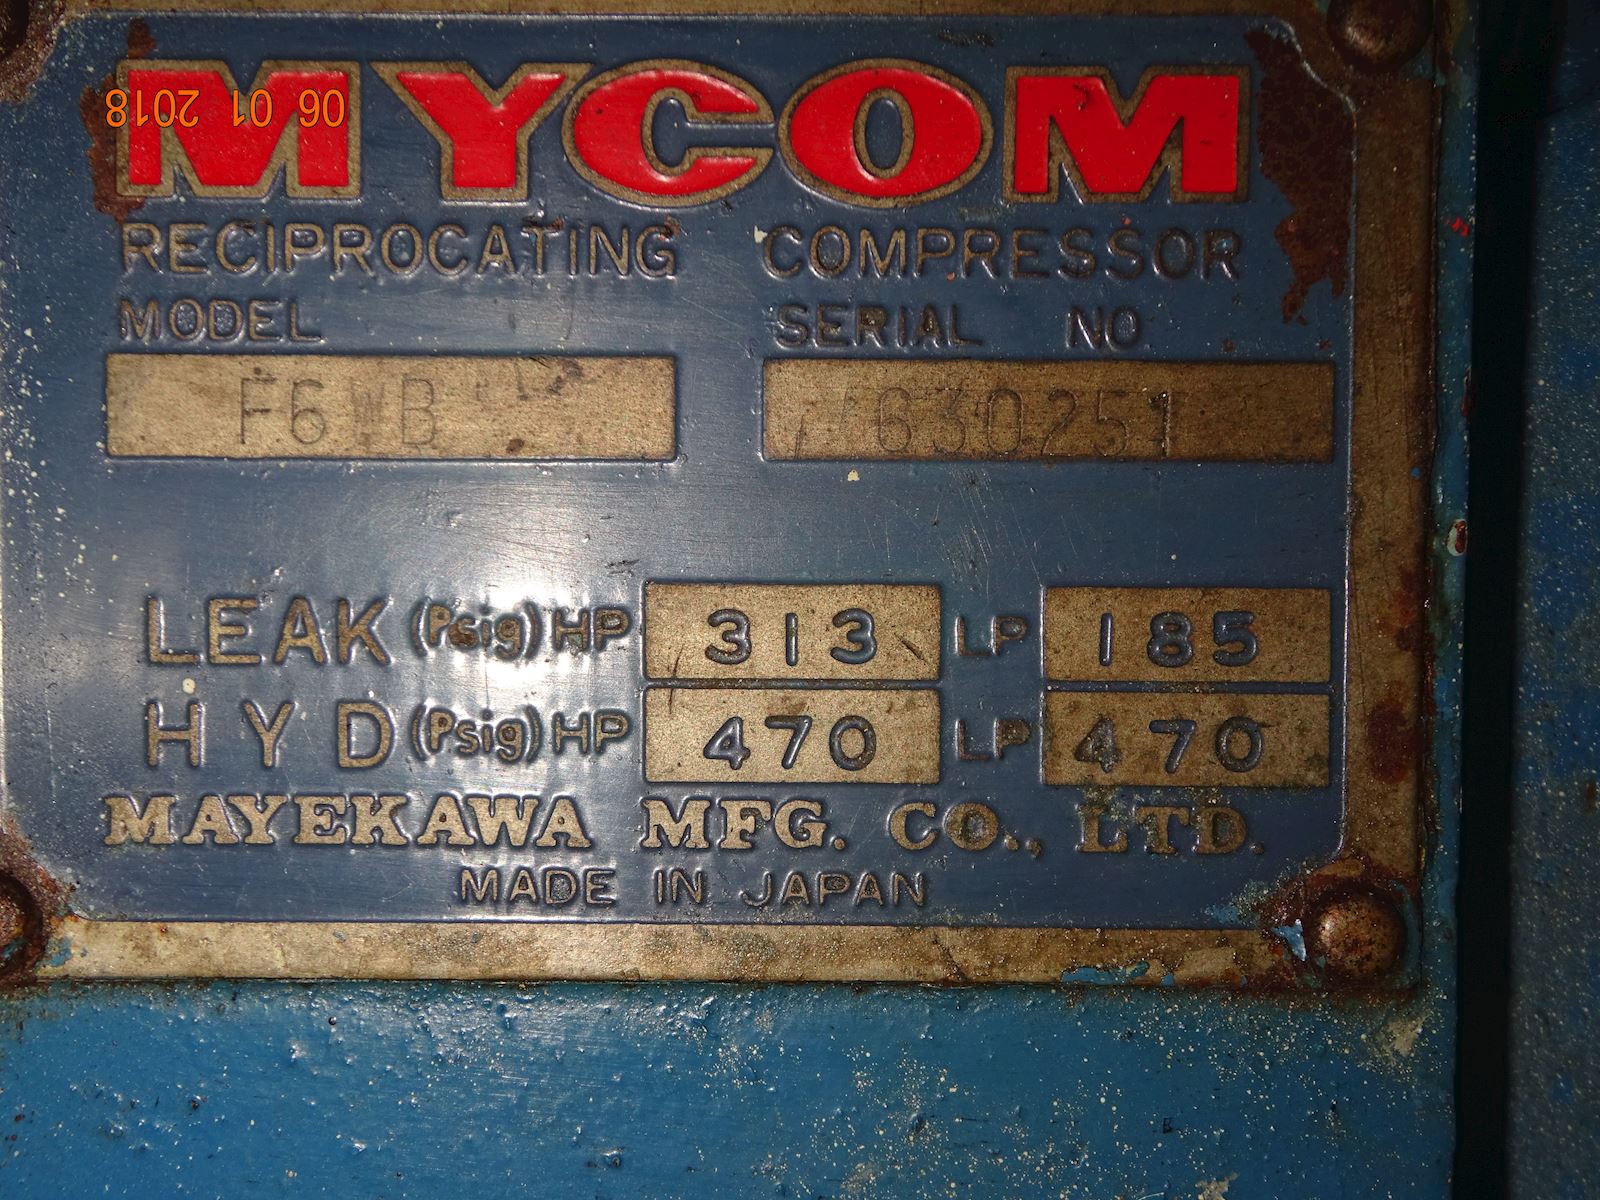 MYCOM
06 01 2018
RECIPROCATING COMPRESSOR
MODEL SERIAL NO
F6WB 630251
LEAK (Psig) HP 313 LP 185
HYD (Psig) HP 470 LP 470
MAYEKAWA MFG. CO., LTD.
MADE IN JAPAN